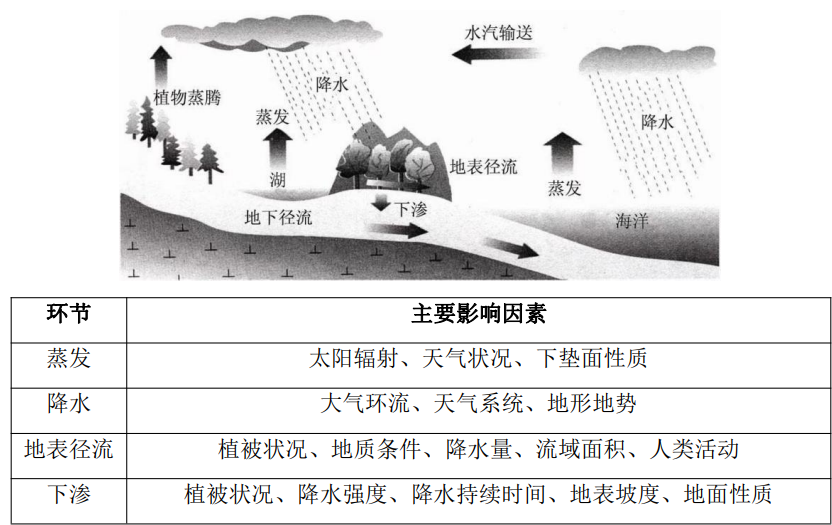 水汽输送
降水
植物蒸腾
蒸发
降水
地表径流
蒸发
湖
下渗
地下径流
海洋
环节 主要影响因素
蒸发 太阳辐射、天气状况、下垫面性质
降水 大气环流、天气系统、地形地势
地表径流 植被状况、地质条件、降水量、流域面积、人类活动
下渗 植被状况、降水强度、降水持续时间、地表坡度、地面性质